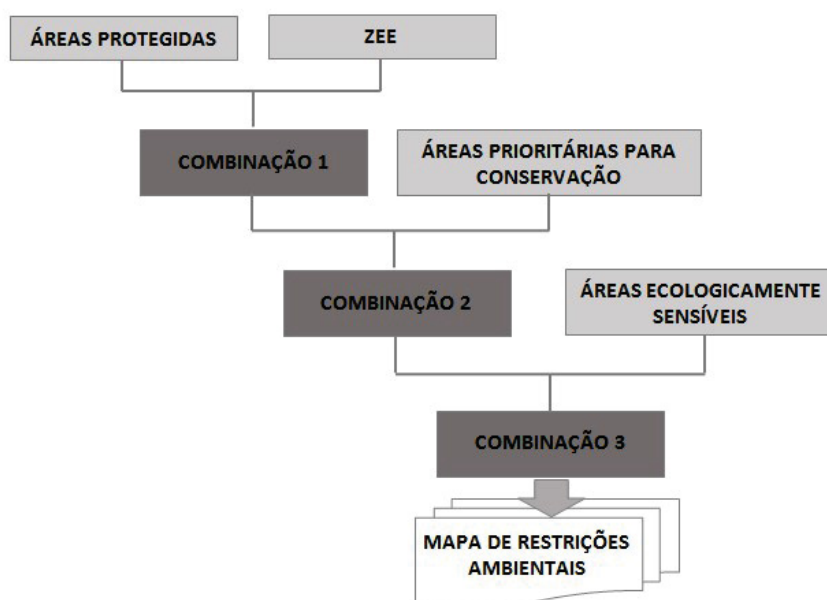 ÁREAS PROTEGIDAS
ZEE
COMBINAÇÃO 1
ÁREAS PRIORITÁRIAS PARA
CONSERVAÇÃO
COMBINAÇÃO 2
ÁREAS ECOLOGICAMENTE
SENSÍVEIS
COMBINAÇÃO 3
MAPA DE RESTRIÇÕES
AMBIENTAIS